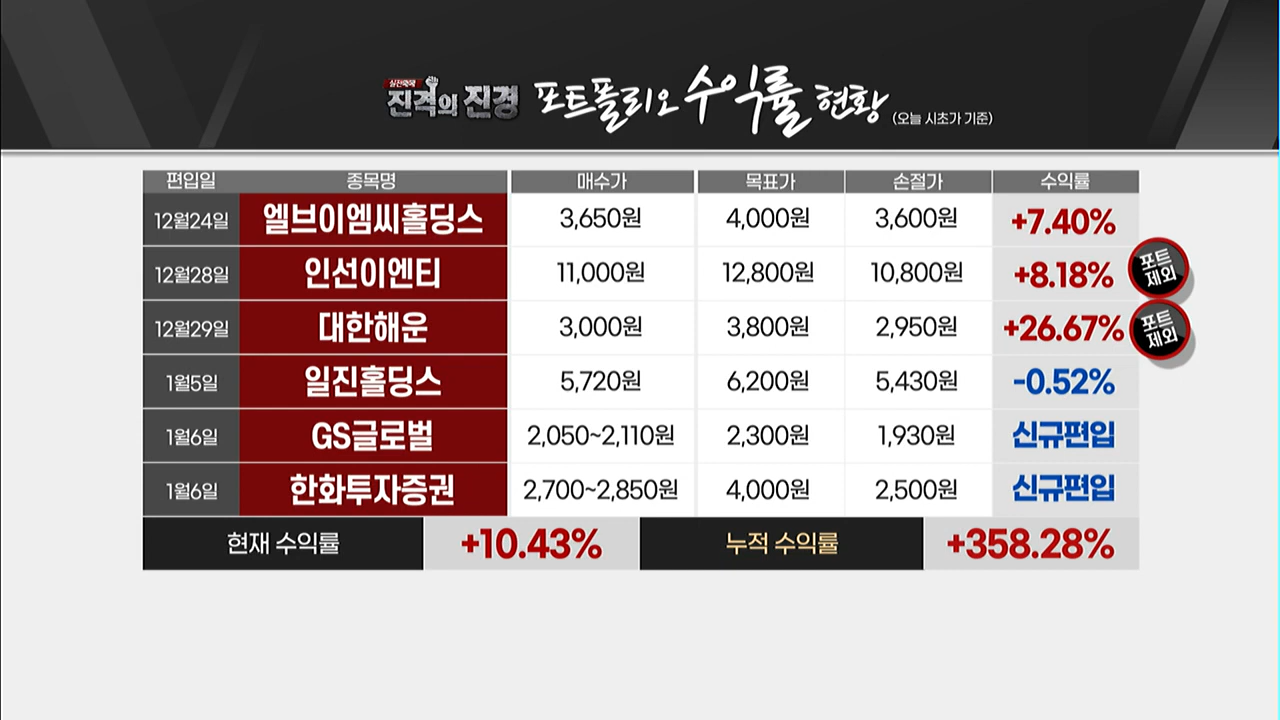 실전매매
진격의 진경 포트폴리오 수익률 현황 (오늘 시초가 기준)
편입일 종목명 매수가 목표가 손절가 수익률
12월24일 엘브이엠씨홀딩스 3,650원 4,000원 3,600원 +7.40%
12월28일 인선이엔티 11,000원 12,800원 10,800원 +8.18% 포트 제외
12월29일 대한해운 3,000원 3,800원 2,950원 +26.67% 포트 제외
1월5일 일진홀딩스 5,720원 6,200원 5,430원 -0.52%
1월6일 GS글로벌 2,050~2,110원 2,300원 1,930원 신규편입
1월6일 한화투자증권 2,700~2,850원 4,000원 2,500원 신규편입
현재 수익률 +10.43% 누적 수익률 +358.28%